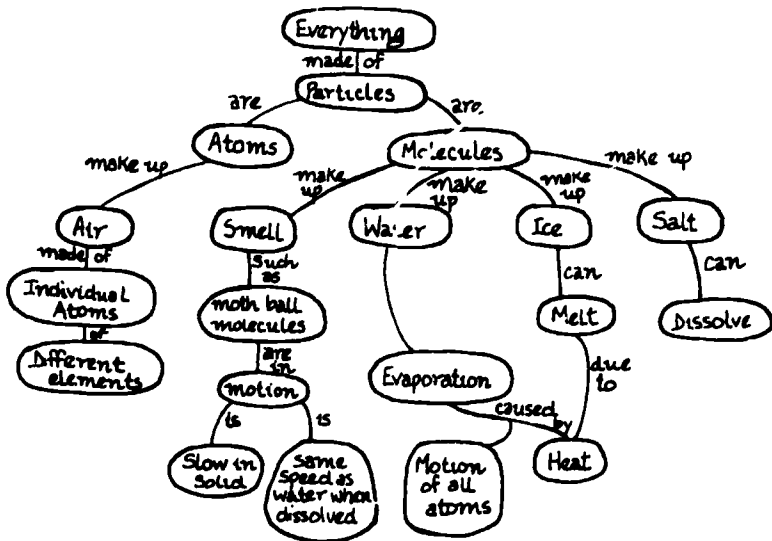 Everything
made of
Particles
are
are
Atoms
Molecules
make up
make
up
make
up
make
up
make up
Air
Smell
Water
Ice
Salt
made of
such
as
can
can
Individual
Atoms
moth ball
molecules
Melt
Dissolve
of
are
in
due
to
Different
elements
motion
Evaporation
caused
by
is
is
Slow in
Solid
Same
Speed as
water when
dissolved
Motion
of all
atoms
Heat